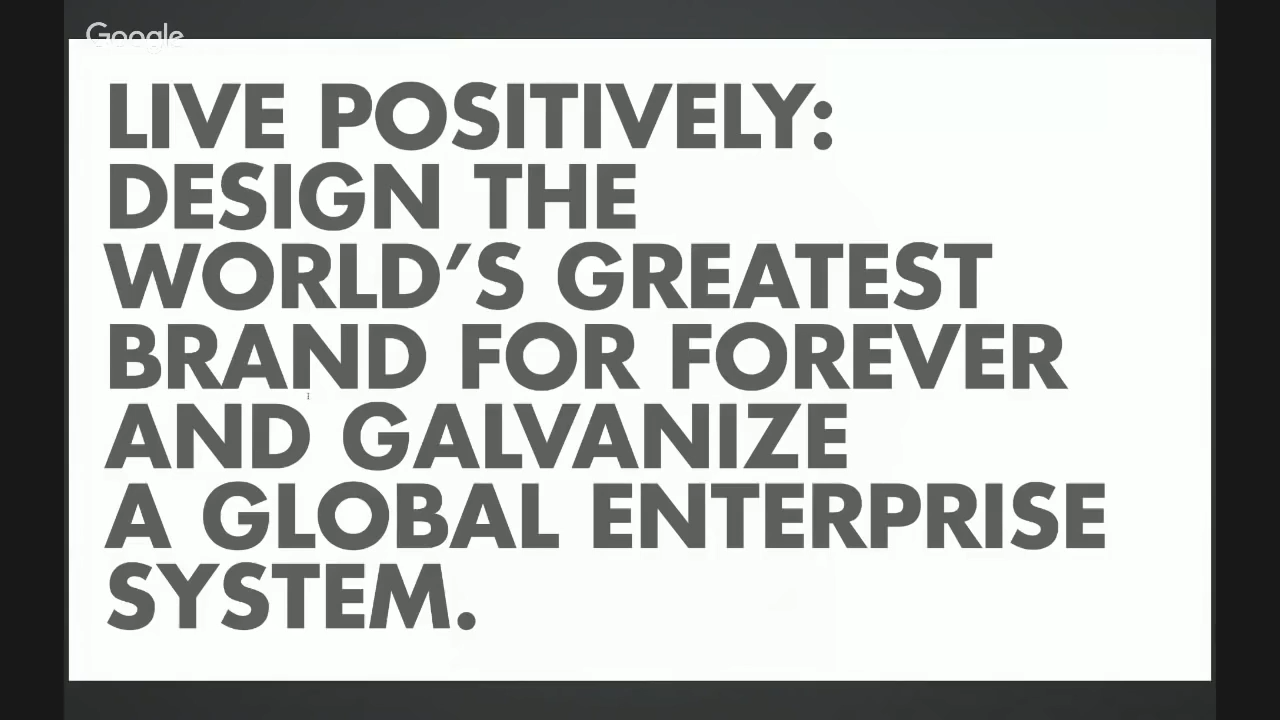 Google
LIVE POSITIVELY:
DESIGN THE
WORLD’S GREATEST
BRAND FOR FOREVER
AND GALVANIZE
A GLOBAL ENTERPRISE
SYSTEM.